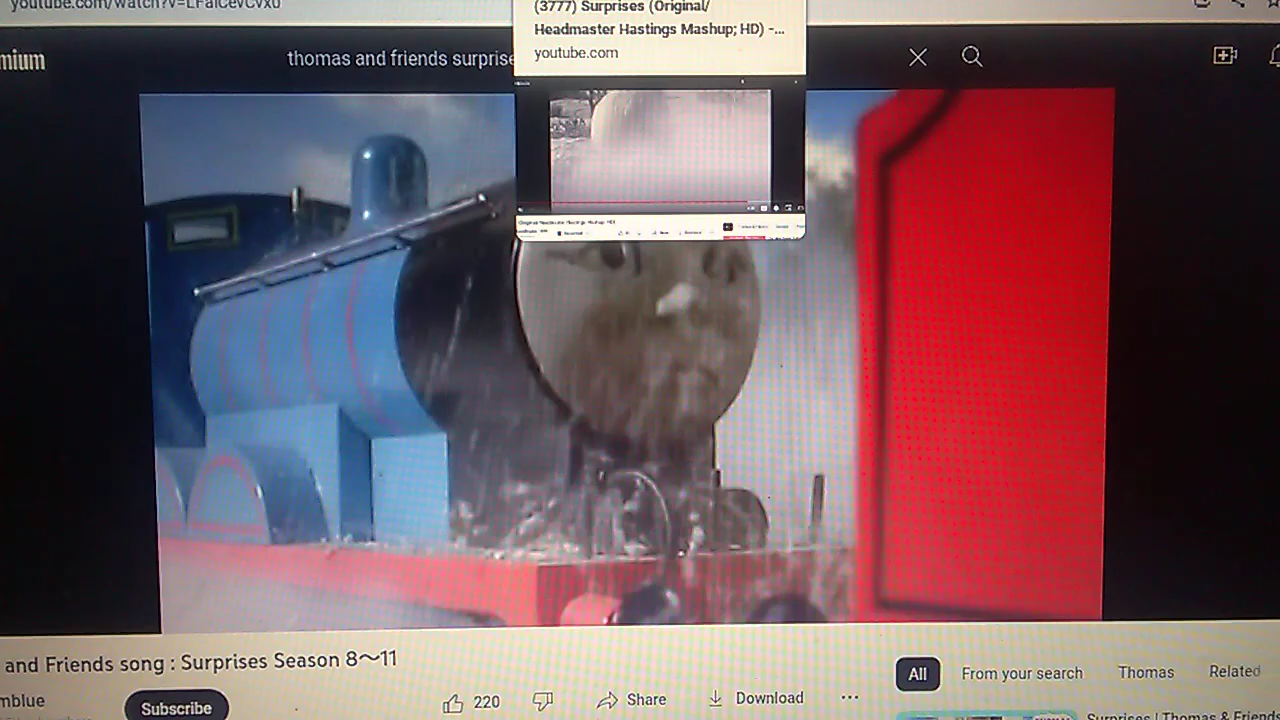 youtube.com/watch?v=LFaiCevCvx0
(3777) Surprises (Original/
Headmaster Hastings Mashup; HD) -...
youtube.com
mium
thomas and friends surprise
and Friends song : Surprises Season 8～11
mblue
Subscribe
220
Share
Download
All
From your search
Thomas
Related
Surprises | Thomas & Friends